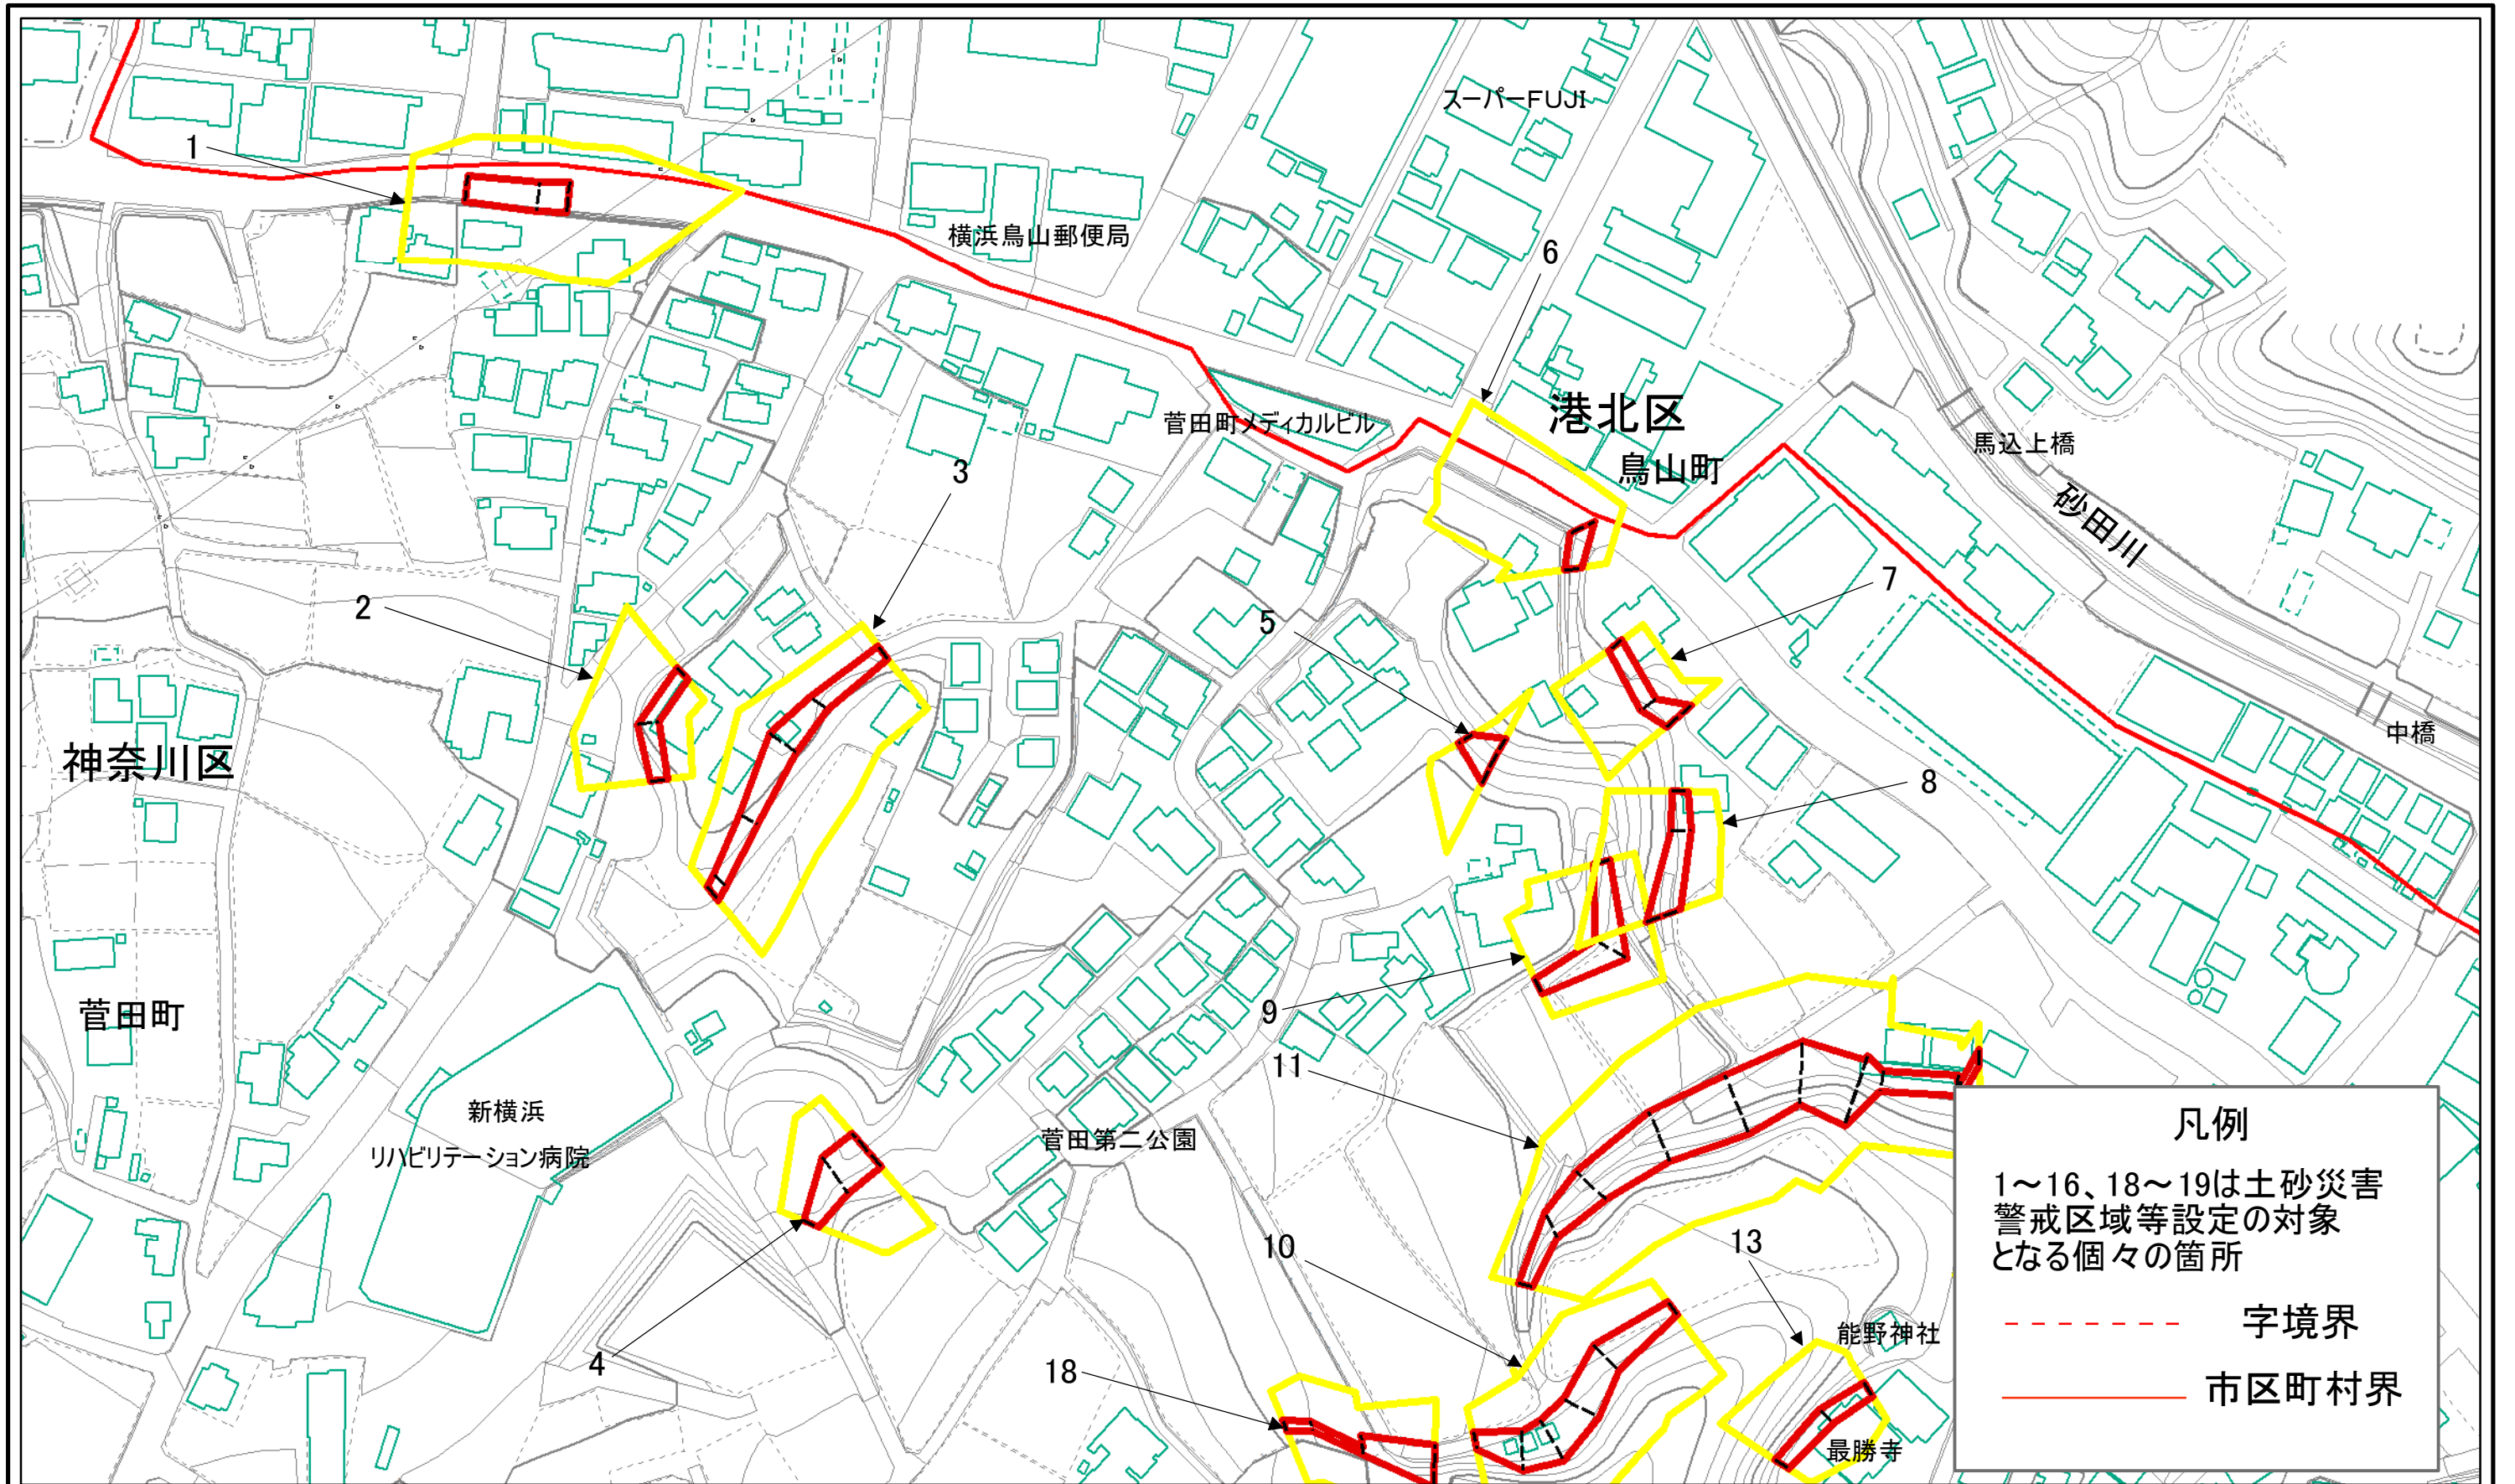 スーパーFUJI
1
横浜鳥山郵便局
6
港北区
菅田町メディカルビル
馬込上橋
鳥山町
3
砂田川
7
2
5
中橋
神奈川区
8
9
菅田町
11
新横浜
リハビリテーション病院
菅田第二公園
10
13
能野神社
4
18
最勝寺
凡例
1～16、18～19は土砂災害
警戒区域等設定の対象
となる個々の箇所
字境界
市区町村界